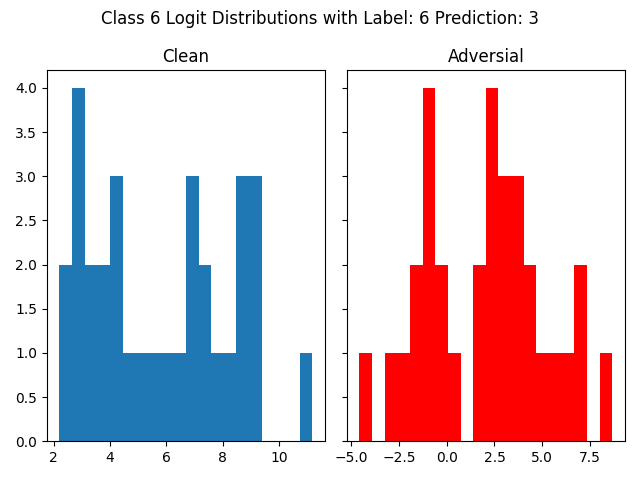 Class 6 Logit Distributions with Label: 6 Prediction: 3
Clean
Adversial
4.0
3.5
3.0
2.5
2.0
1.5
1.0
0.5
0.0
2 4 6 8 10
−5.0 −2.5 0.0 2.5 5.0 7.5